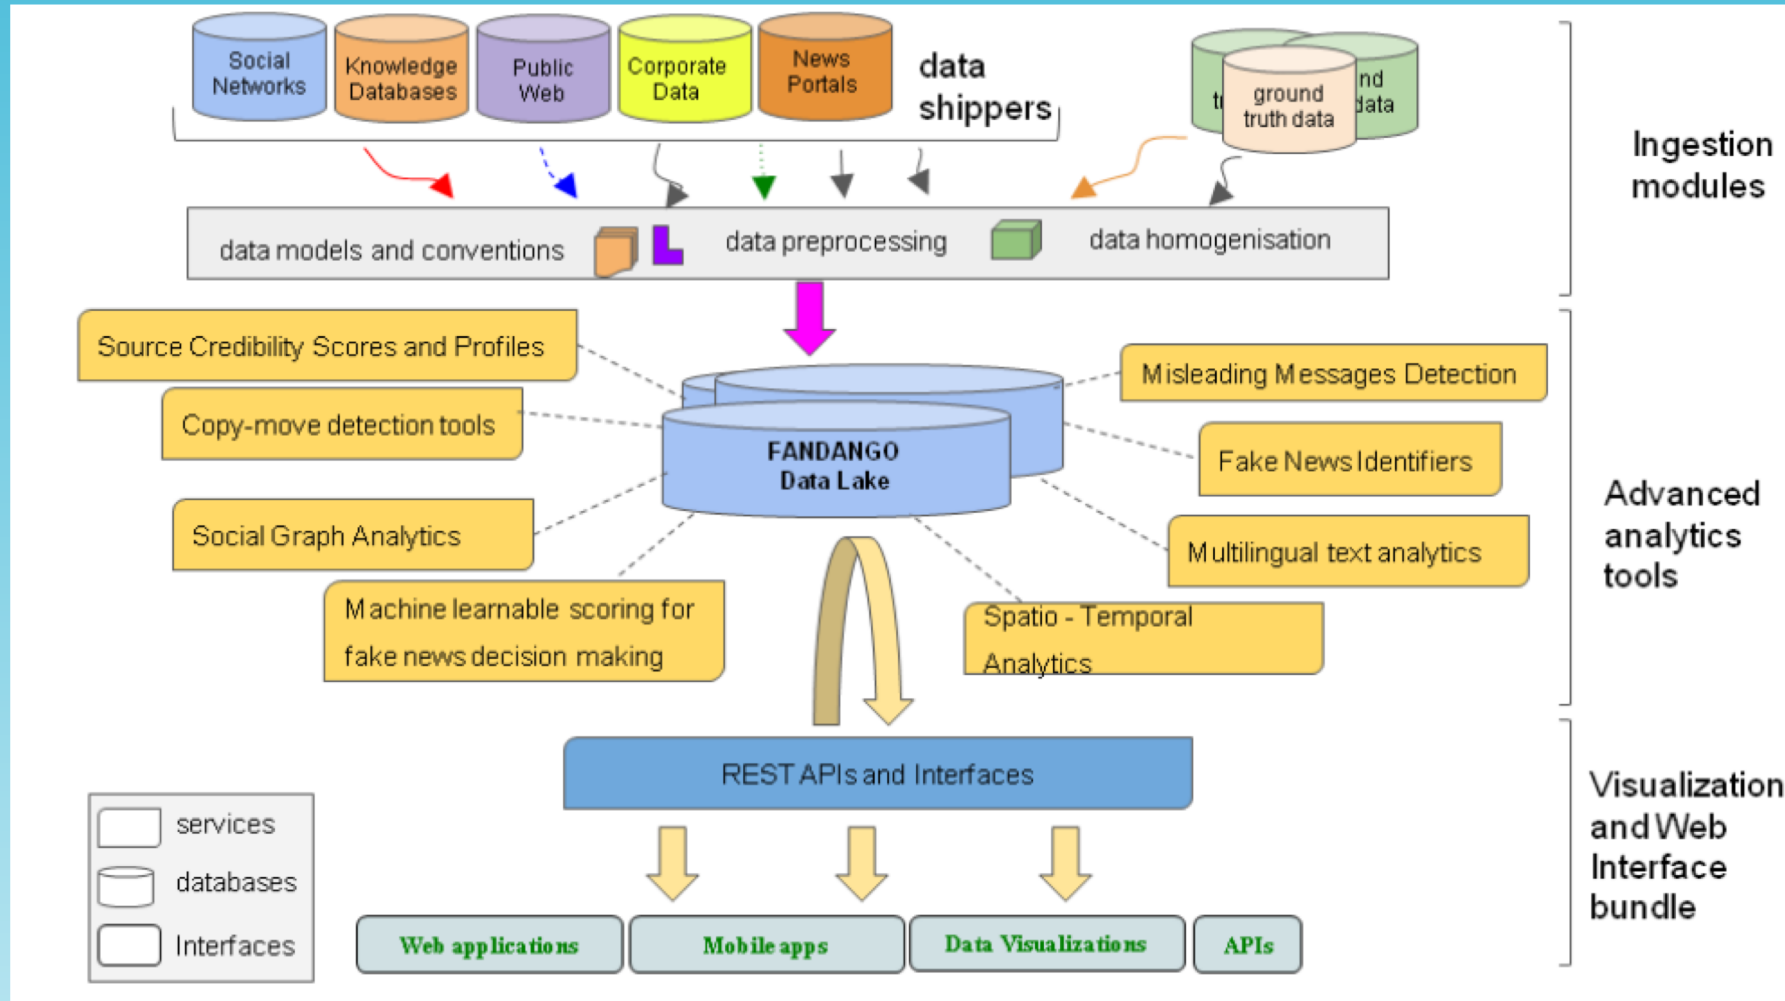 Social
Networks
Knowledge
Databases
Public
Web
Corporate
Data
News
Portals
data
shippers
ground
truth data
nd
data
Ingestion
modules
data models and conventions
data preprocessing
data homogenisation
Source Credibility Scores and Profiles
Copy-move detection tools
Social Graph Analytics
Machine learnable scoring for
fake news decision making
FANDANGO
Data Lake
Misleading Messages Detection
Fake News Identifiers
Multilingual text analytics
Spatio - Temporal
Analytics
Advanced
analytics
tools
REST APIs and Interfaces
Visualization
and Web
Interface
bundle
services
databases
Interfaces
Web applications
Mobile apps
Data Visualizations
APIs